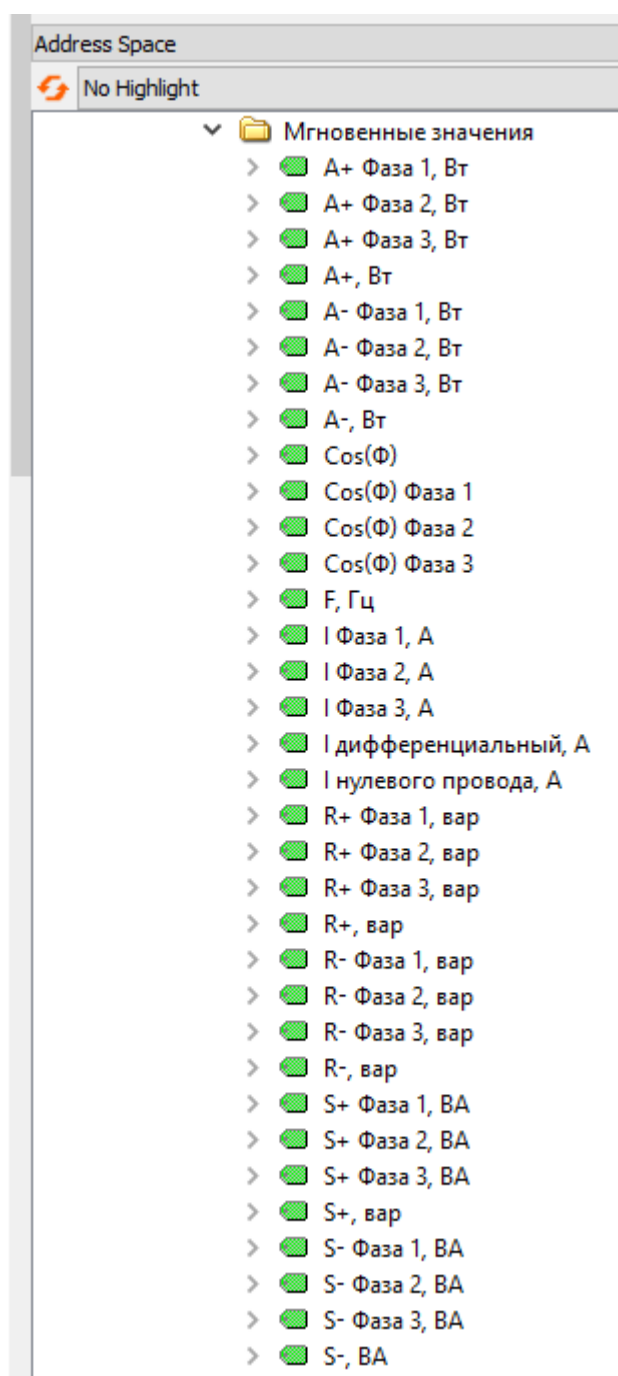 Address Space
No Highlight
Мгновенные значения
A+ Фаза 1, Вт
A+ Фаза 2, Вт
A+ Фаза 3, Вт
A+, Вт
A- Фаза 1, Вт
A- Фаза 2, Вт
A- Фаза 3, Вт
A-, Вт
Cos(Ф)
Cos(Ф) Фаза 1
Cos(Ф) Фаза 2
Cos(Ф) Фаза 3
F, Гц
I Фаза 1, А
I Фаза 2, А
I Фаза 3, А
I дифференциальный, А
I нулевого провода, А
R+ Фаза 1, вар
R+ Фаза 2, вар
R+ Фаза 3, вар
R+, вар
R- Фаза 1, вар
R- Фаза 2, вар
R- Фаза 3, вар
R-, вар
S+ Фаза 1, ВА
S+ Фаза 2, ВА
S+ Фаза 3, ВА
S+, вар
S- Фаза 1, ВА
S- Фаза 2, ВА
S- Фаза 3, ВА
S-, ВА